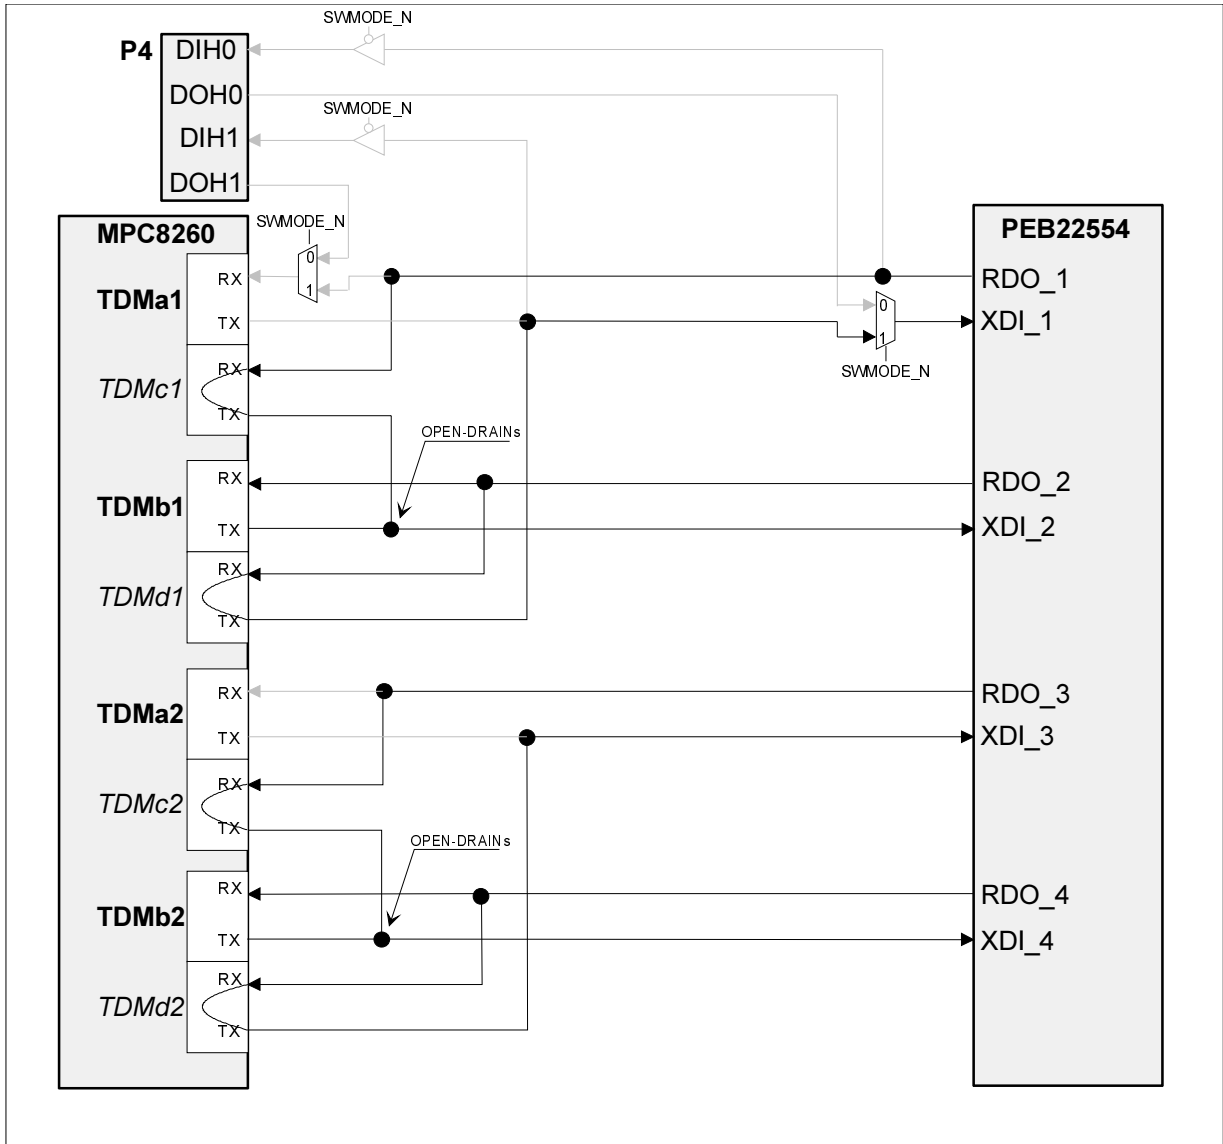 SWMODE_N
P4
DIH0
DOH0
SWMODE_N
DIH1
DOH1
SWMODE_N
MPC8260
PEB22554
0
RX
RDO_1
1
TDMa1
0
TX
XDI_1
1
SWMODE_N
RX
TDMc1
TX
OPEN-DRAINs
RX
RDO_2
TDMb1
TX
XDI_2
RX
TDMd1
TX
RX
RDO_3
TDMa2
TX
XDI_3
RX
TDMc2
TX
OPEN-DRAINs
RX
RDO_4
TDMb2
TX
XDI_4
RX
TDMd2
TX